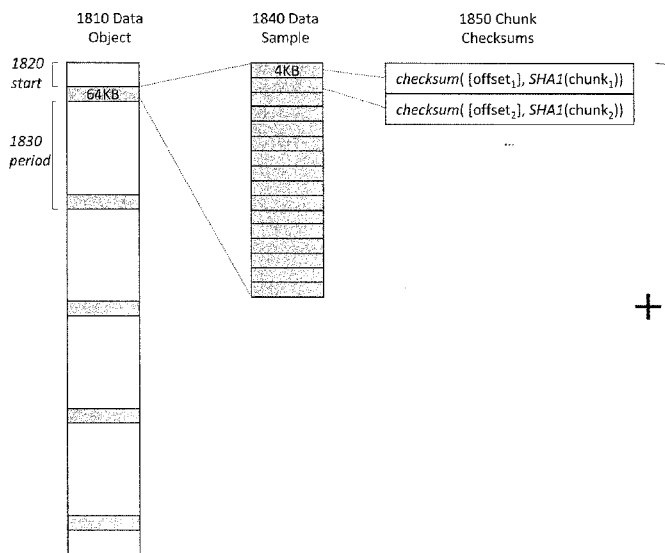 1810 Data
Object
1840 Data
Sample
1850 Chunk
Checksums
1820
start
64KB
1830
period
4KB
checksum( [offset₁], SHA1(chunk₁))
checksum( [offset₂], SHA1(chunk₂))
...
+